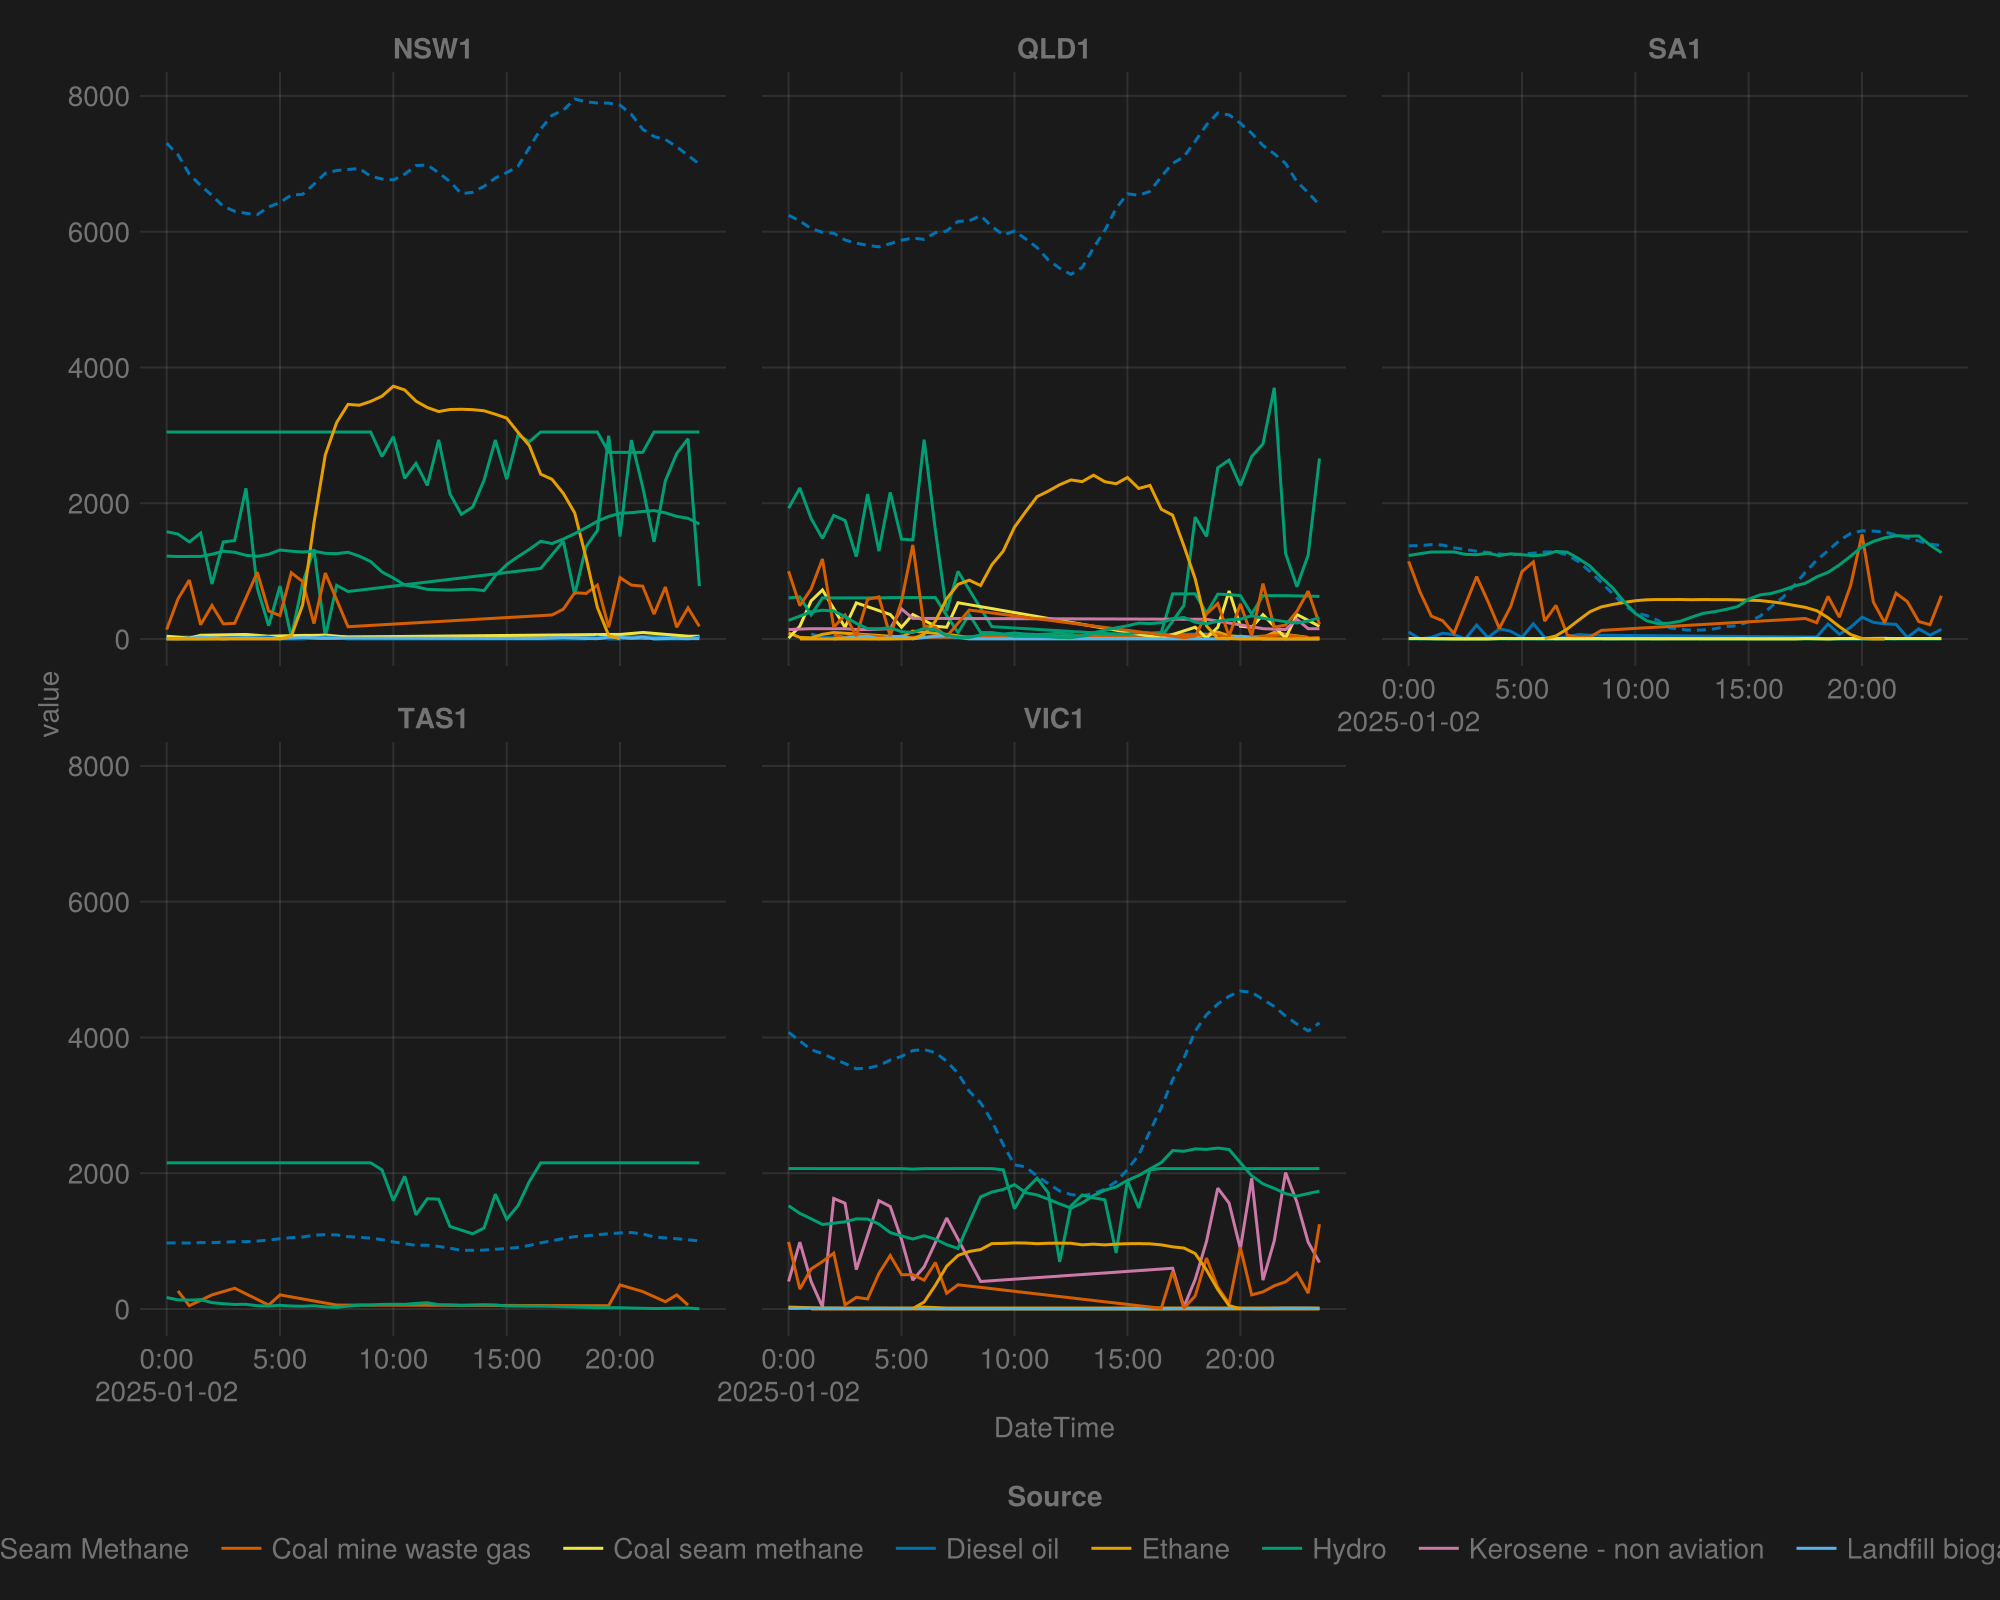 NSW1 QLD1 SA1
8000
6000
4000
2000
0
0:00 5:00 10:00 15:00 20:00
2025-01-02
value
TAS1 VIC1
8000
6000
4000
2000
0
0:00 5:00 10:00 15:00 20:00 0:00 5:00 10:00 15:00 20:00
2025-01-02 2025-01-02
DateTime
Source
Seam Methane Coal mine waste gas Coal seam methane Diesel oil Ethane Hydro Kerosene - non aviation Landfill